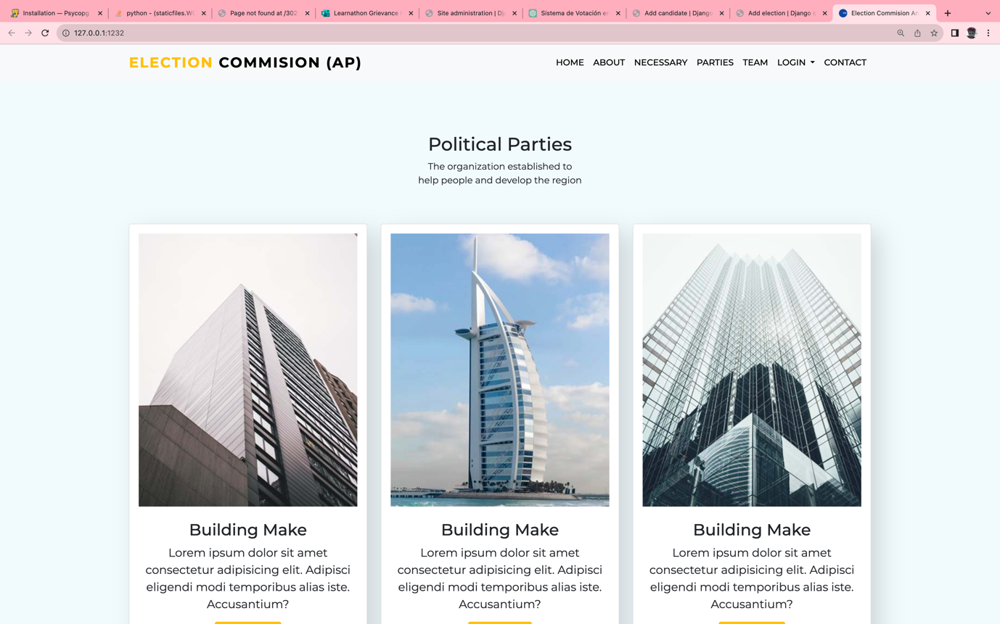 Installation — Psycopg
python - (staticfiles.W0
Page not found at /302
Learnathon Grievance
Site administration | Dj
Sistema de Votación en
Add candidate | Django
Add election | Django s
Election Commision An
127.0.0.1:1232
ELECTION COMMISION (AP)
HOME ABOUT NECESSARY PARTIES TEAM LOGIN CONTACT
Political Parties
The organization established to
help people and develop the region
Building Make
Lorem ipsum dolor sit amet
consectetur adipisicing elit. Adipisci
eligendi modi temporibus alias iste.
Accusantium?
Building Make
Lorem ipsum dolor sit amet
consectetur adipisicing elit. Adipisci
eligendi modi temporibus alias iste.
Accusantium?
Building Make
Lorem ipsum dolor sit amet
consectetur adipisicing elit. Adipisci
eligendi modi temporibus alias iste.
Accusantium?